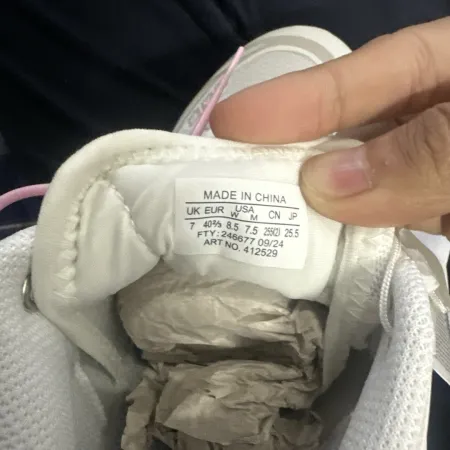 MADE IN CHINA
UK EUR USA CN JP
W M
7 40⅔ 8.5 7.5 255(2) 25.5
FTY: 246677 09/24
ART NO. 412529